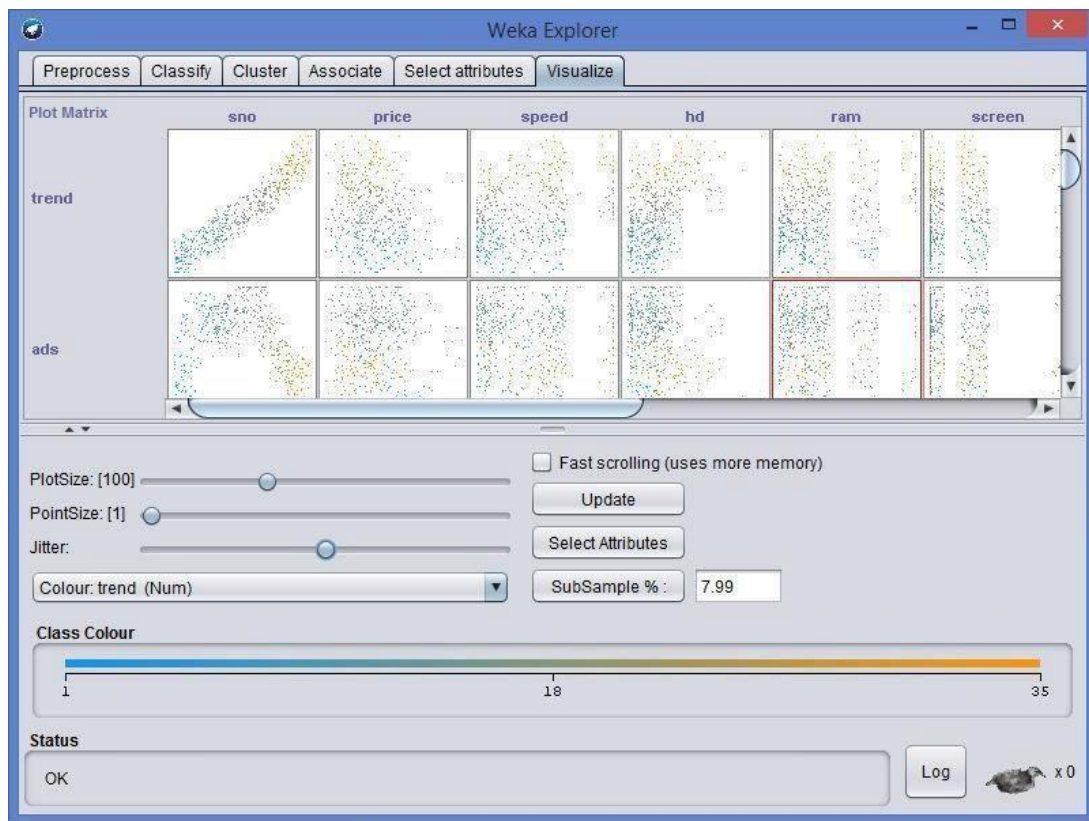 Weka Explorer
Preprocess Classify Cluster Associate Select attributes Visualize
Plot Matrix sno price speed hd ram screen
trend
ads
PlotSize: [100]
PointSize: [1]
Jitter:
Colour: trend (Num)
Fast scrolling (uses more memory)
Update
Select Attributes
SubSample % : 7.99
Class Colour
1 18 35
Status
OK
Log x 0